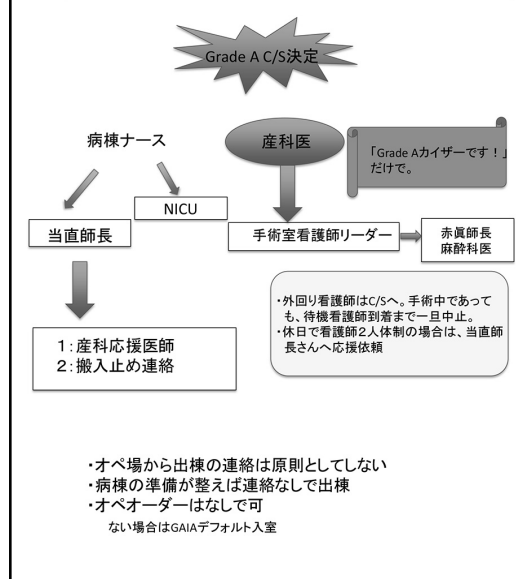 Grade A C/S決定
病棟ナース
産科医
「Grade Aカイザーです！」
だけで。
NICU
当直師長
手術室看護師リーダー
赤眞師長
麻酔科医
・外回り看護師はC/Sへ。手術中であって
も、待機看護師到着まで一旦中止。
・休日で看護師２人体制の場合は、当直師
長さんへ応援依頼
１：産科応援医師
２：搬入止め連絡
・オペ場から出棟の連絡は原則としてしない
・病棟の準備が整えば連絡なしで出棟
・オペオーダーはなしで可
ない場合はGAIAデフォルト入室